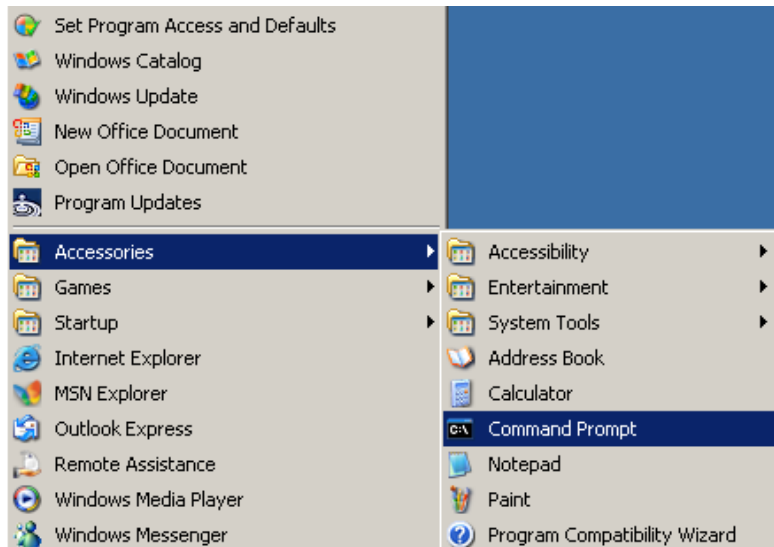 Set Program Access and Defaults
Windows Catalog
Windows Update
New Office Document
Open Office Document
Program Updates
Accessories
Games
Startup
Internet Explorer
MSN Explorer
Outlook Express
Remote Assistance
Windows Media Player
Windows Messenger
Accessibility
Entertainment
System Tools
Address Book
Calculator
C:\ Command Prompt
Notepad
Paint
Program Compatibility Wizard